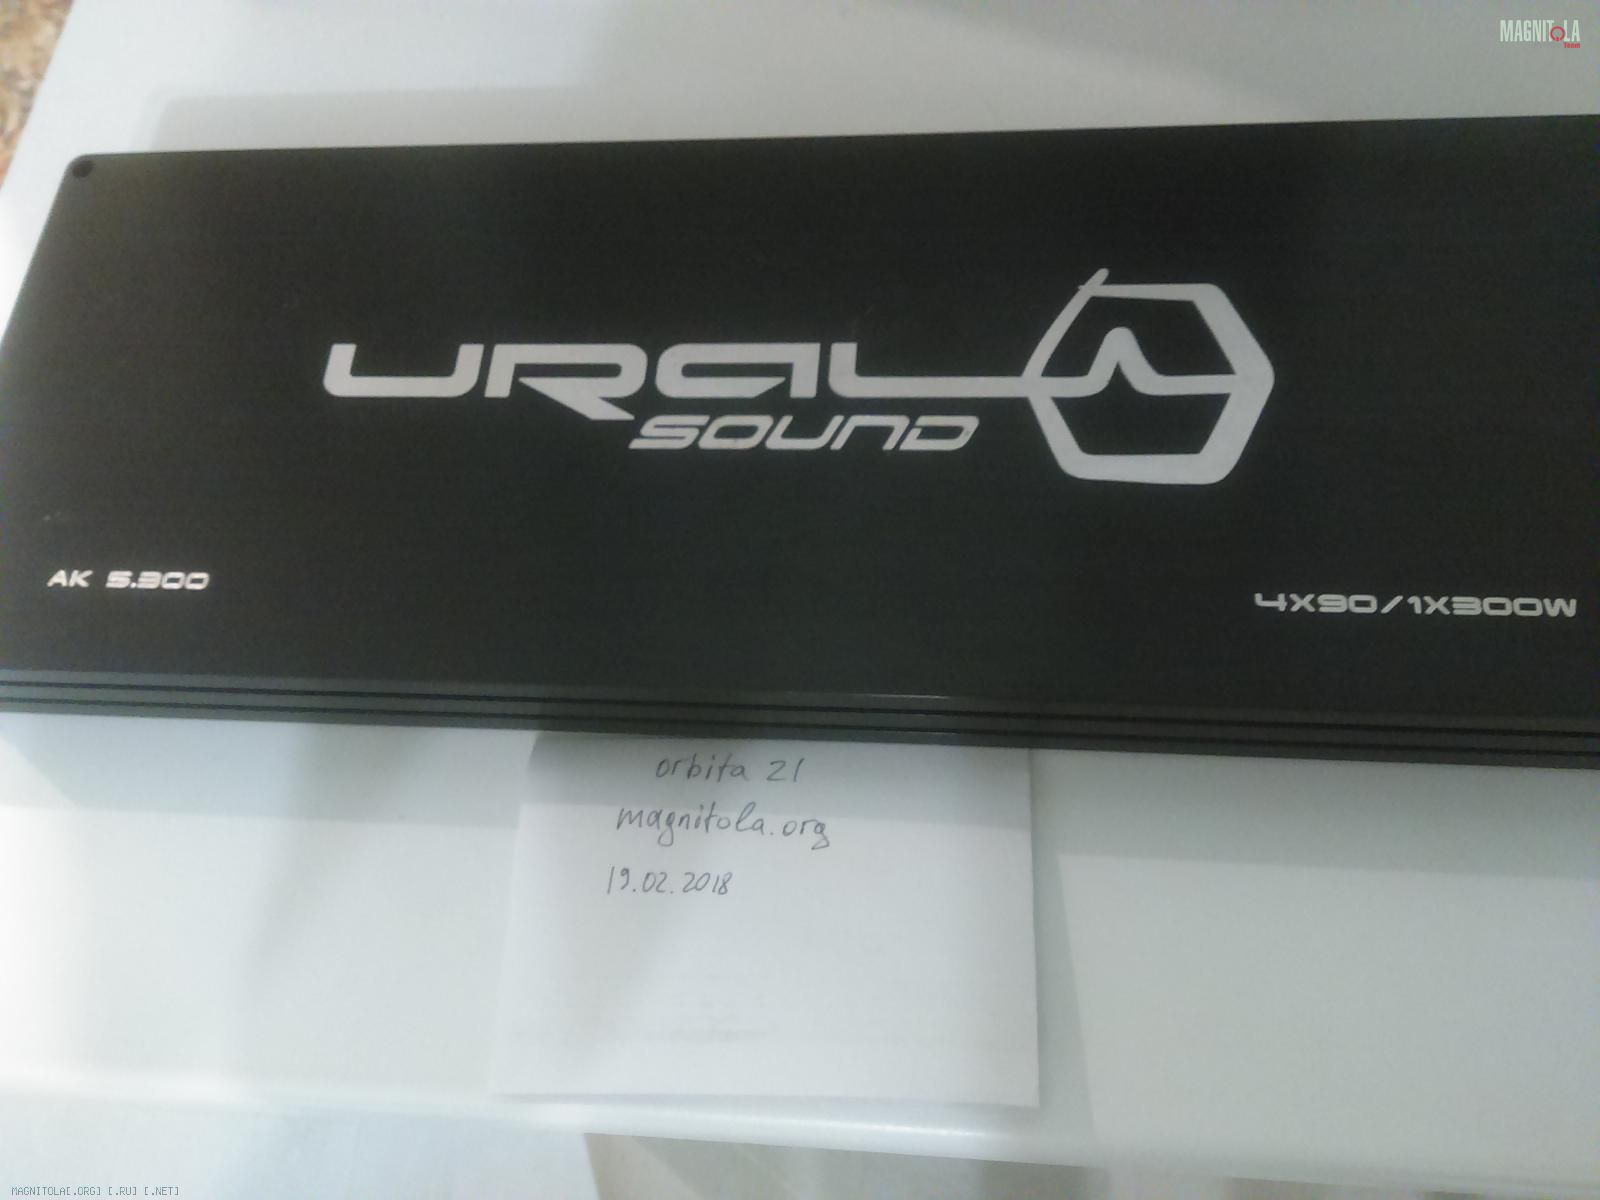 MAGNITOLA
Team
URAL
SOUND
AK 5.300
4X90/1X300W
orbita 21
magnitola.org
19.02.2018
MAGNITOLA[.ORG] [.RU] [.NET]